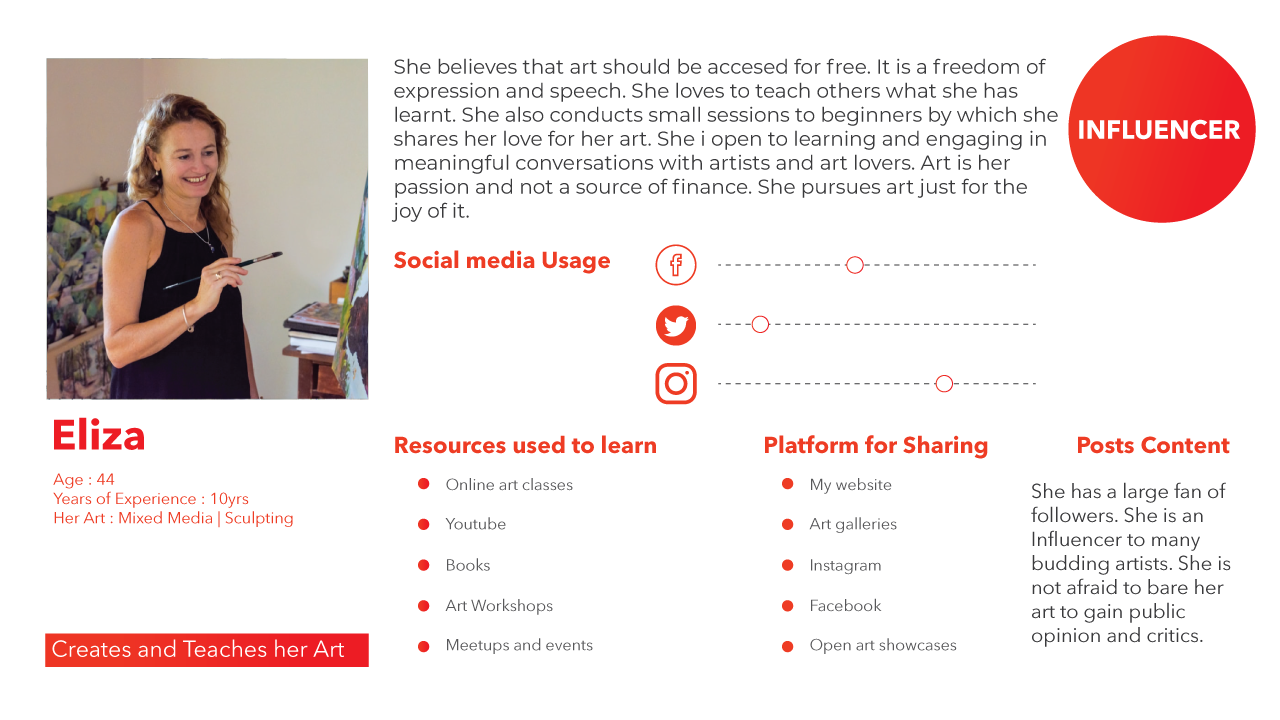 She believes that art should be accesed for free. It is a freedom of
expression and speech. She loves to teach others what she has
learnt. She also conducts small sessions to beginners by which she
shares her love for her art. She i open to learning and engaging in
meaningful conversations with artists and art lovers. Art is her
passion and not a source of finance. She pursues art just for the
joy of it.
INFLUENCER
Social media Usage
Eliza
Age : 44
Years of Experience : 10yrs
Her Art : Mixed Media | Sculpting
Creates and Teaches her Art
Resources used to learn
Online art classes
Youtube
Books
Art Workshops
Meetups and events
Platform for Sharing
My website
Art galleries
Instagram
Facebook
Open art showcases
Posts Content
She has a large fan of
followers. She is an
Influencer to many
budding artists. She is
not afraid to bare her
art to gain public
opinion and critics.